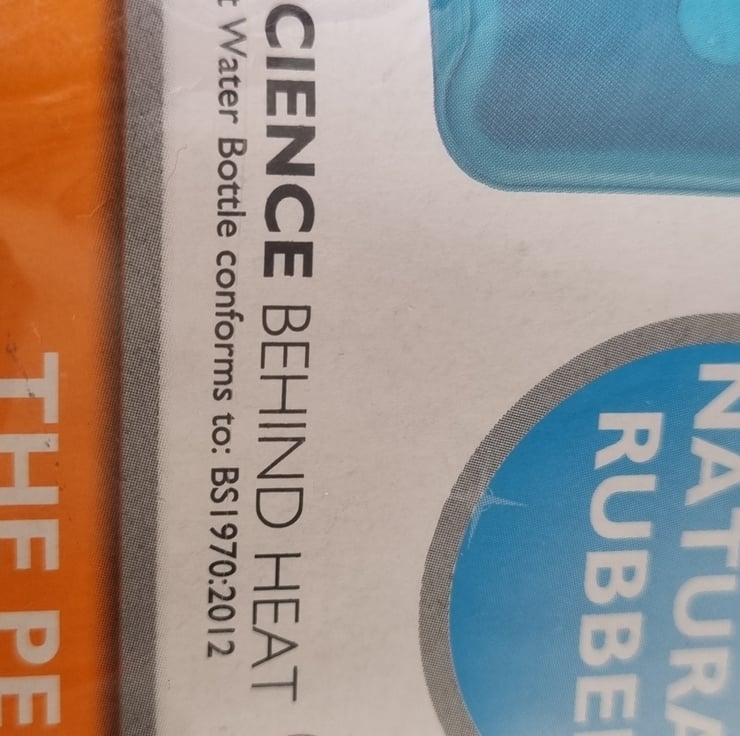 CIENCE BEHIND HEAT
t Water Bottle conforms to: BS1970:2012
NATURA
RUBBE
THE PE